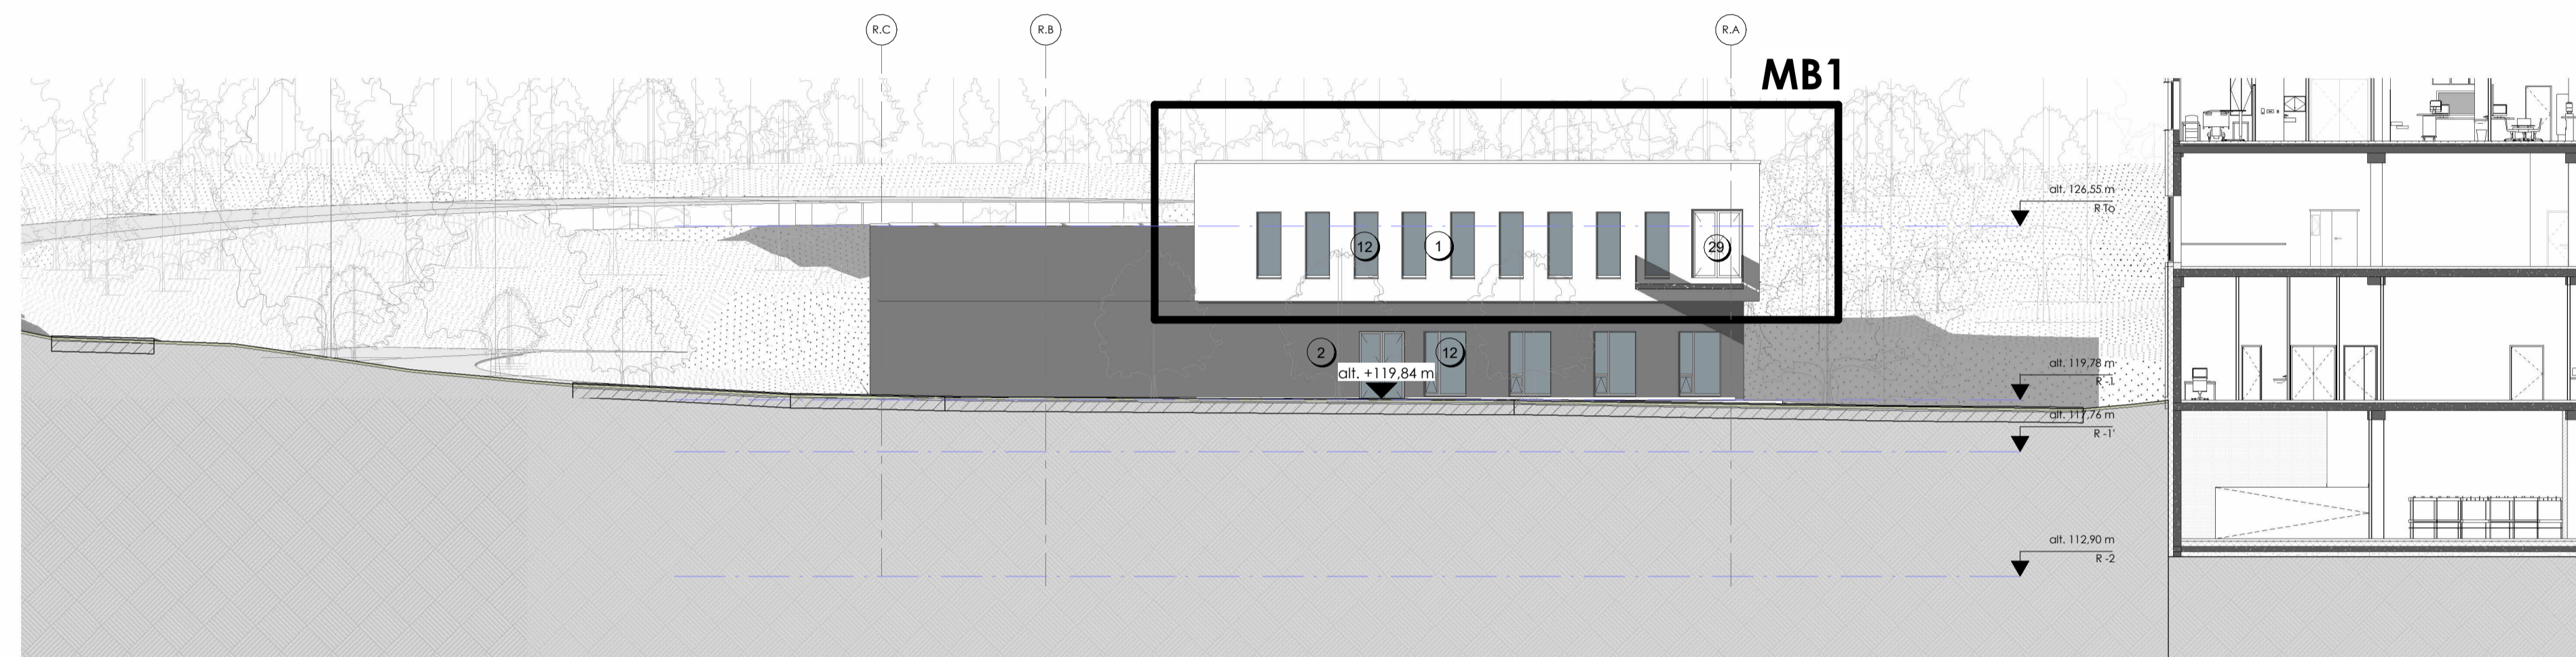 R.C
R.B
R.A
MB1
alt. 126,55 m
R To
12
1
29
2
12
alt. +119,84 m
alt. 119,78 m
R -1
alt. 117,76 m
R -1'
alt. 112,90 m
R -2